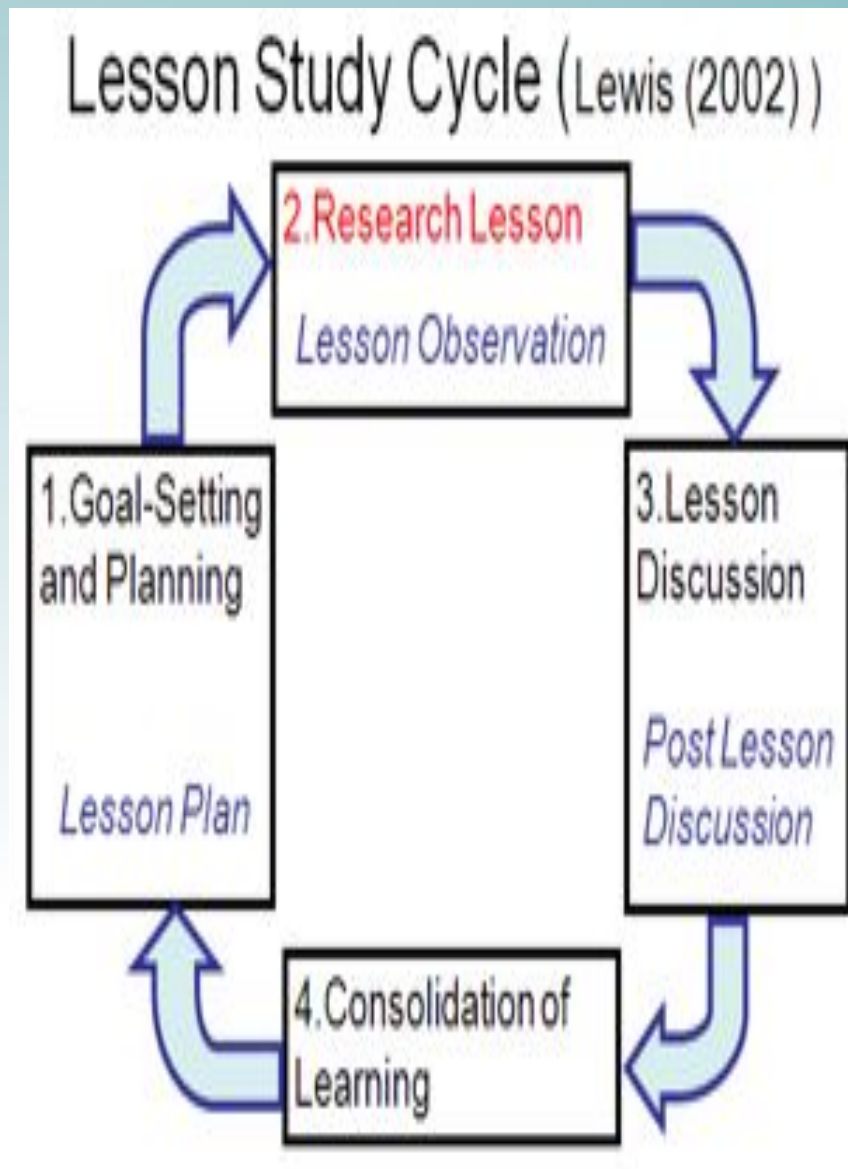 Lesson Study Cycle (Lewis (2002) )
1.Goal-Setting
and Planning
Lesson Plan
2.Research Lesson
Lesson Observation
3.Lesson
Discussion
Post Lesson
Discussion
4.Consolidation of
Learning